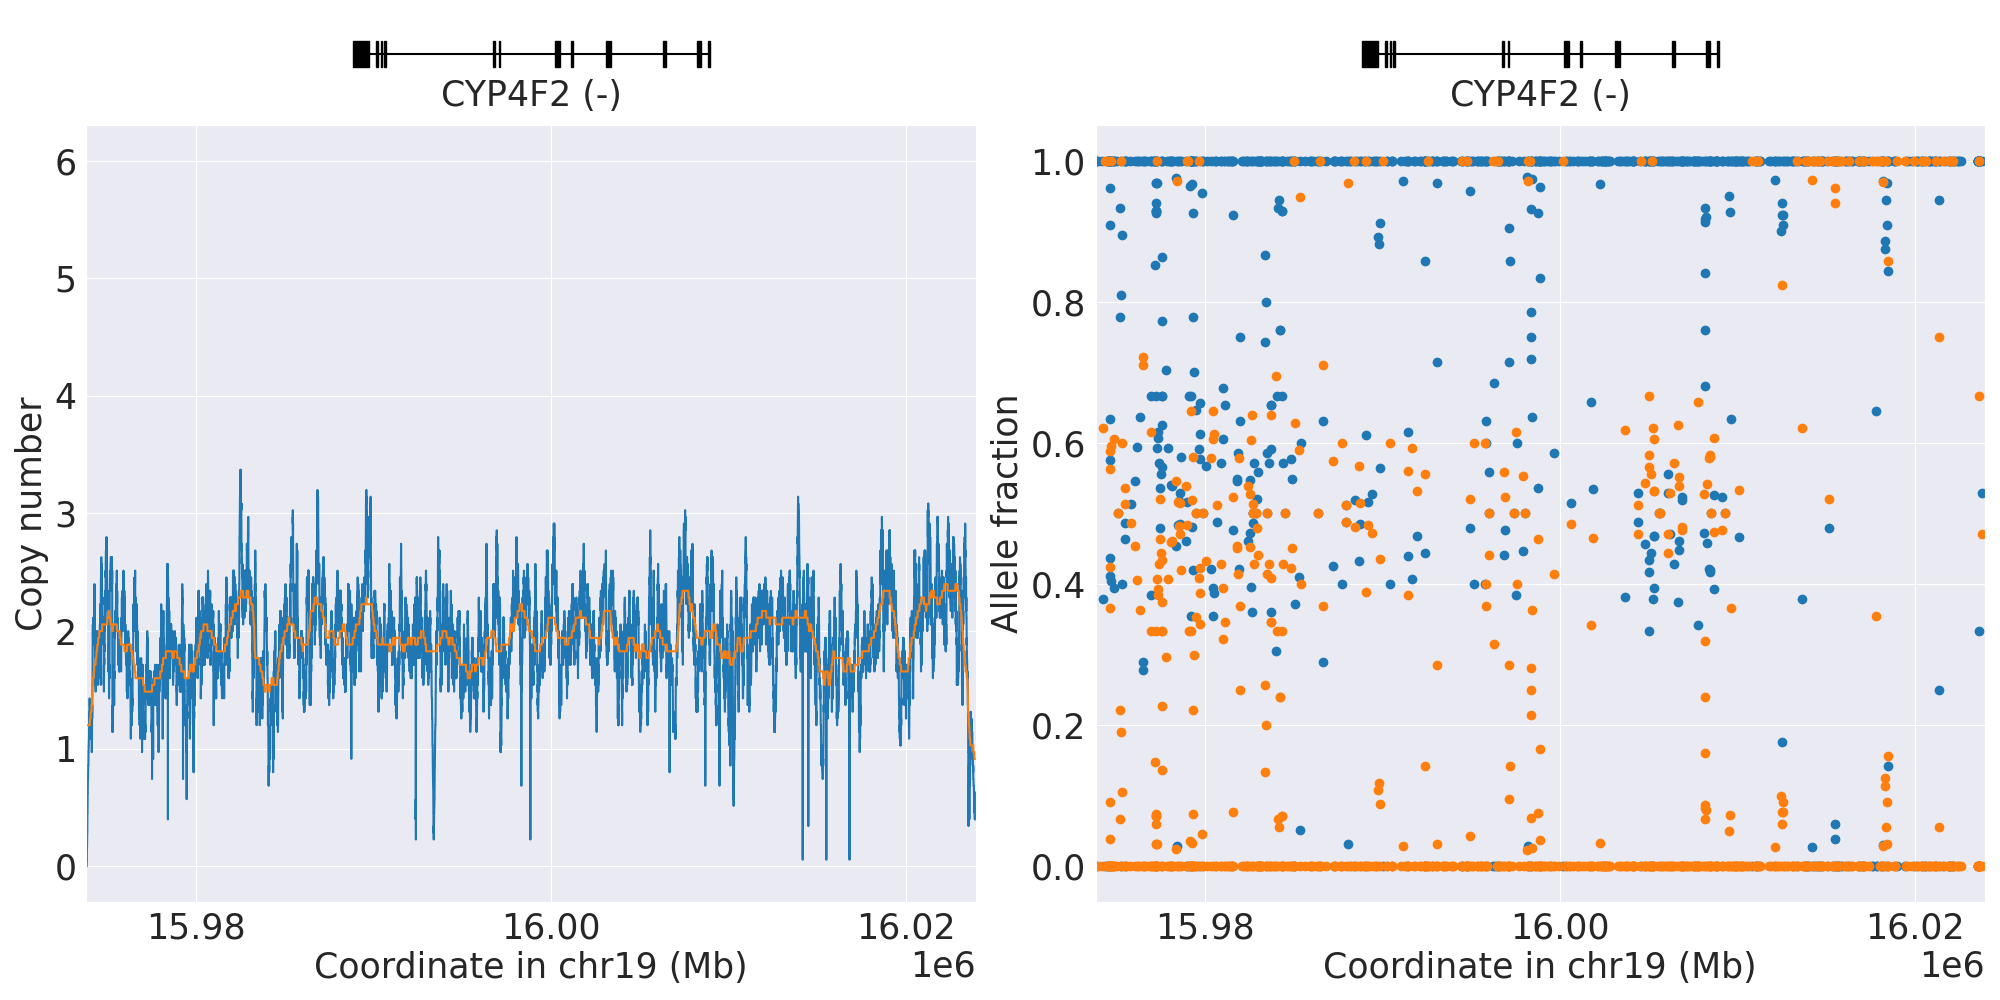 CYP4F2 (-)
CYP4F2 (-)
Copy number
6
5
4
3
2
1
0
15.98
16.00
16.02
Coordinate in chr19 (Mb)
1e6
Allele fraction
1.0
0.8
0.6
0.4
0.2
0.0
15.98
16.00
16.02
Coordinate in chr19 (Mb)
1e6